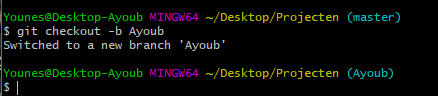 Younes@Desktop-Ayoub MINGW64 ~/Desktop/Projecten (master)
$ git checkout -b Ayoub
Switched to a new branch 'Ayoub'
Younes@Desktop-Ayoub MINGW64 ~/Desktop/Projecten (Ayoub)
$